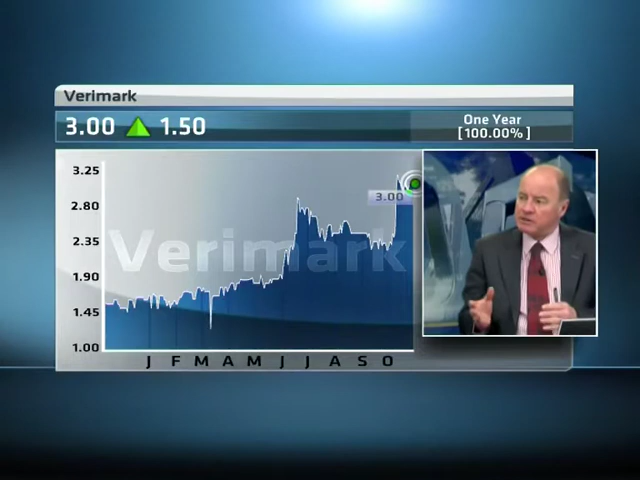 Verimark
3.00 1.50
One Year
[100.00%]
3.25
2.80
2.35
1.90
1.45
1.00
Verimark
3.00
J F M A M J J A S O